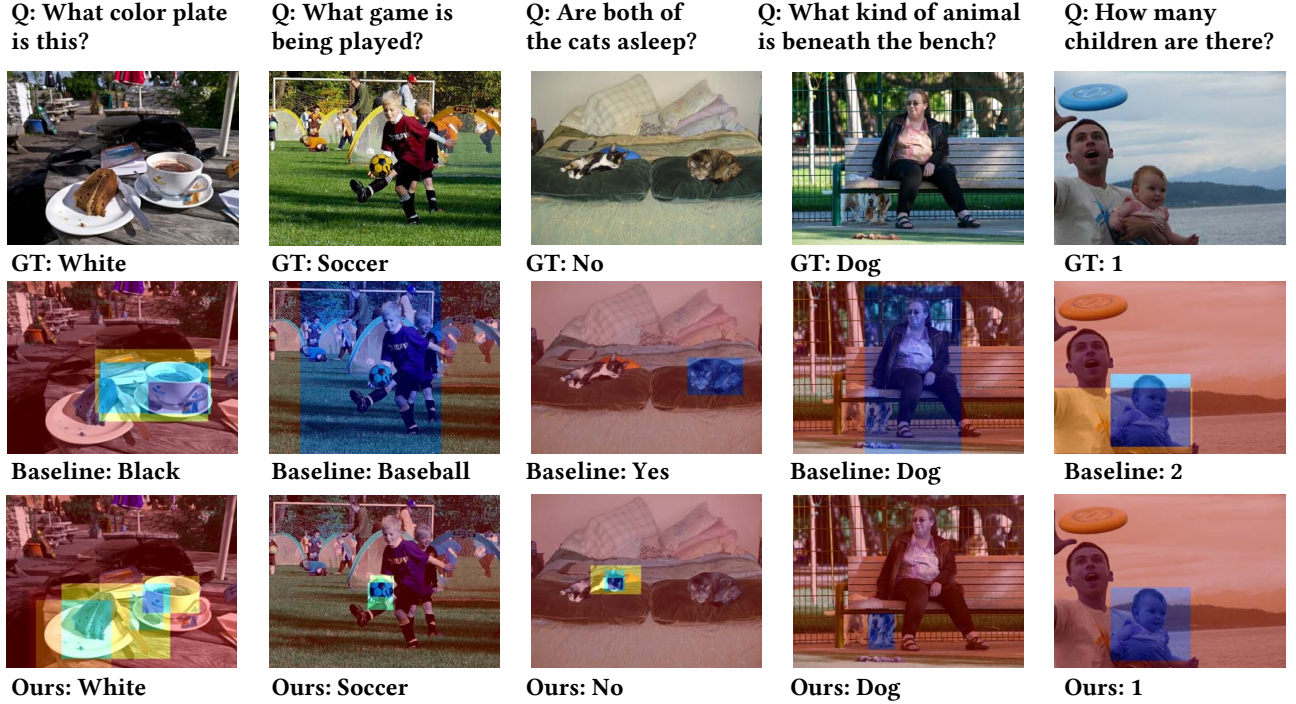 Q: What color plate
is this?
Q: What game is
being played?
Q: Are both of
the cats asleep?
Q: What kind of animal
is beneath the bench?
Q: How many
children are there?
GT: White
GT: Soccer
GT: No
GT: Dog
GT: 1
Baseline: Black
Baseline: Baseball
Baseline: Yes
Baseline: Dog
Baseline: 2
Ours: White
Ours: Soccer
Ours: No
Ours: Dog
Ours: 1